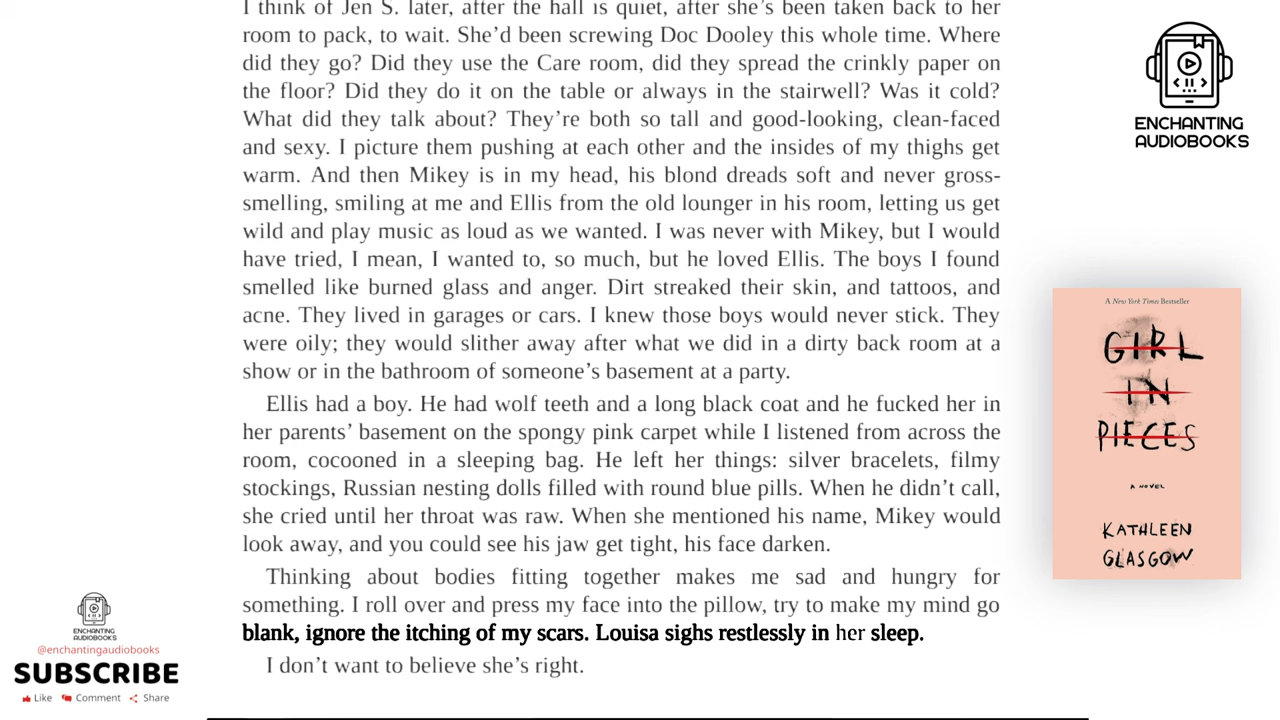 I think of Jen S. later, after the hall is quiet, after she's been taken back to her
room to pack, to wait. She'd been screwing Doc Dooley this whole time. Where
did they go? Did they use the Care room, did they spread the crinkly paper on
the floor? Did they do it on the table or always in the stairwell? Was it cold?
What did they talk about? They're both so tall and good-looking, clean-faced
and sexy. I picture them pushing at each other and the insides of my thighs get
warm. And then Mikey is in my head, his blond dreads soft and never gross-
smelling, smiling at me and Ellis from the old lounger in his room, letting us get
wild and play music as loud as we wanted. I was never with Mikey, but I would
have tried, I mean, I wanted to, so much, but he loved Ellis. The boys I found
smelled like burned glass and anger. Dirt streaked their skin, and tattoos, and
acne. They lived in garages or cars. I knew those boys would never stick. They
were oily; they would slither away after what we did in a dirty back room at a
show or in the bathroom of someone's basement at a party.
Ellis had a boy. He had wolf teeth and a long black coat and he fucked her in
her parents' basement on the spongy pink carpet while I listened from across the
room, cocooned in a sleeping bag. He left her things: silver bracelets, filmy
stockings, Russian nesting dolls filled with round blue pills. When he didn't call,
she cried until her throat was raw. When she mentioned his name, Mikey would
look away, and you could see his jaw get tight, his face darken.
Thinking about bodies fitting together makes me sad and hungry for
something. I roll over and press my face into the pillow, try to make my mind go
blank, ignore the itching of my scars. Louisa sighs restlessly in her sleep.
I don't want to believe she's right.
ENCHANTING
AUDIOBOOKS
A New York Times Bestseller
GIRL
IN
PIECES
A NOVEL
KATHLEEN
GLASGOW
ENCHANTING
AUDIOBOOKS
@enchantingaudiobooks
SUBSCRIBE
Like Comment Share